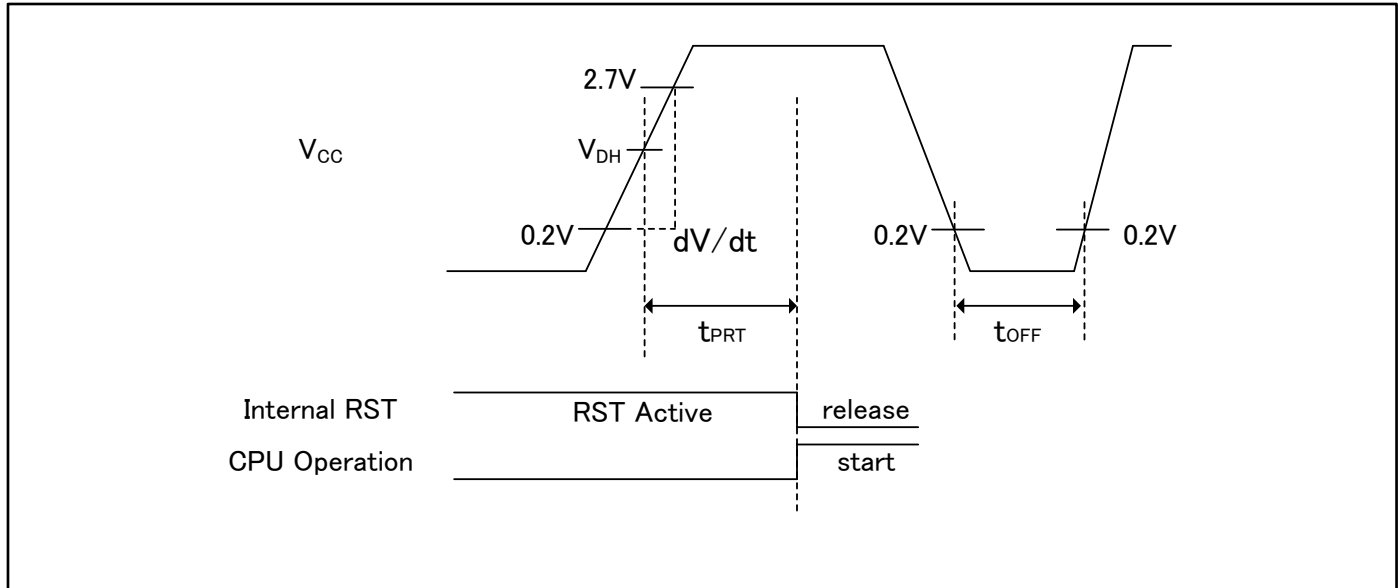 2.7V
VCC
VDH
0.2V
dV/dt
0.2V
0.2V
tPRT
tOFF
Internal RST
RST Active
release
CPU Operation
start